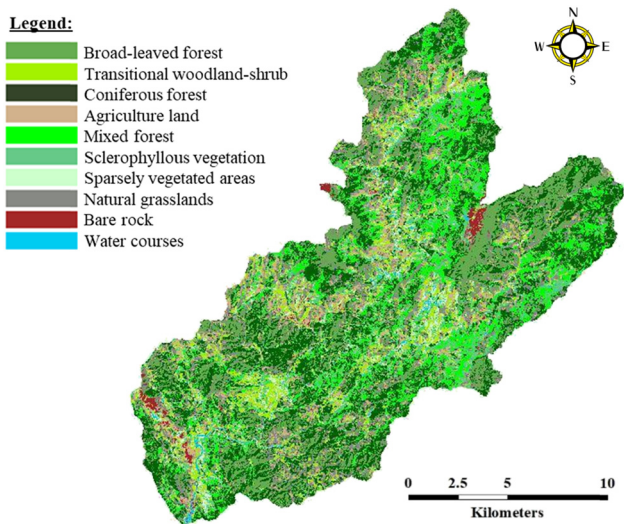 Legend:
Broad-leaved forest
Transitional woodland-shrub
Coniferous forest
Agriculture land
Mixed forest
Sclerophyllous vegetation
Sparsely vegetated areas
Natural grasslands
Bare rock
Water courses
N
W E
S
0 2.5 5 10
Kilometers